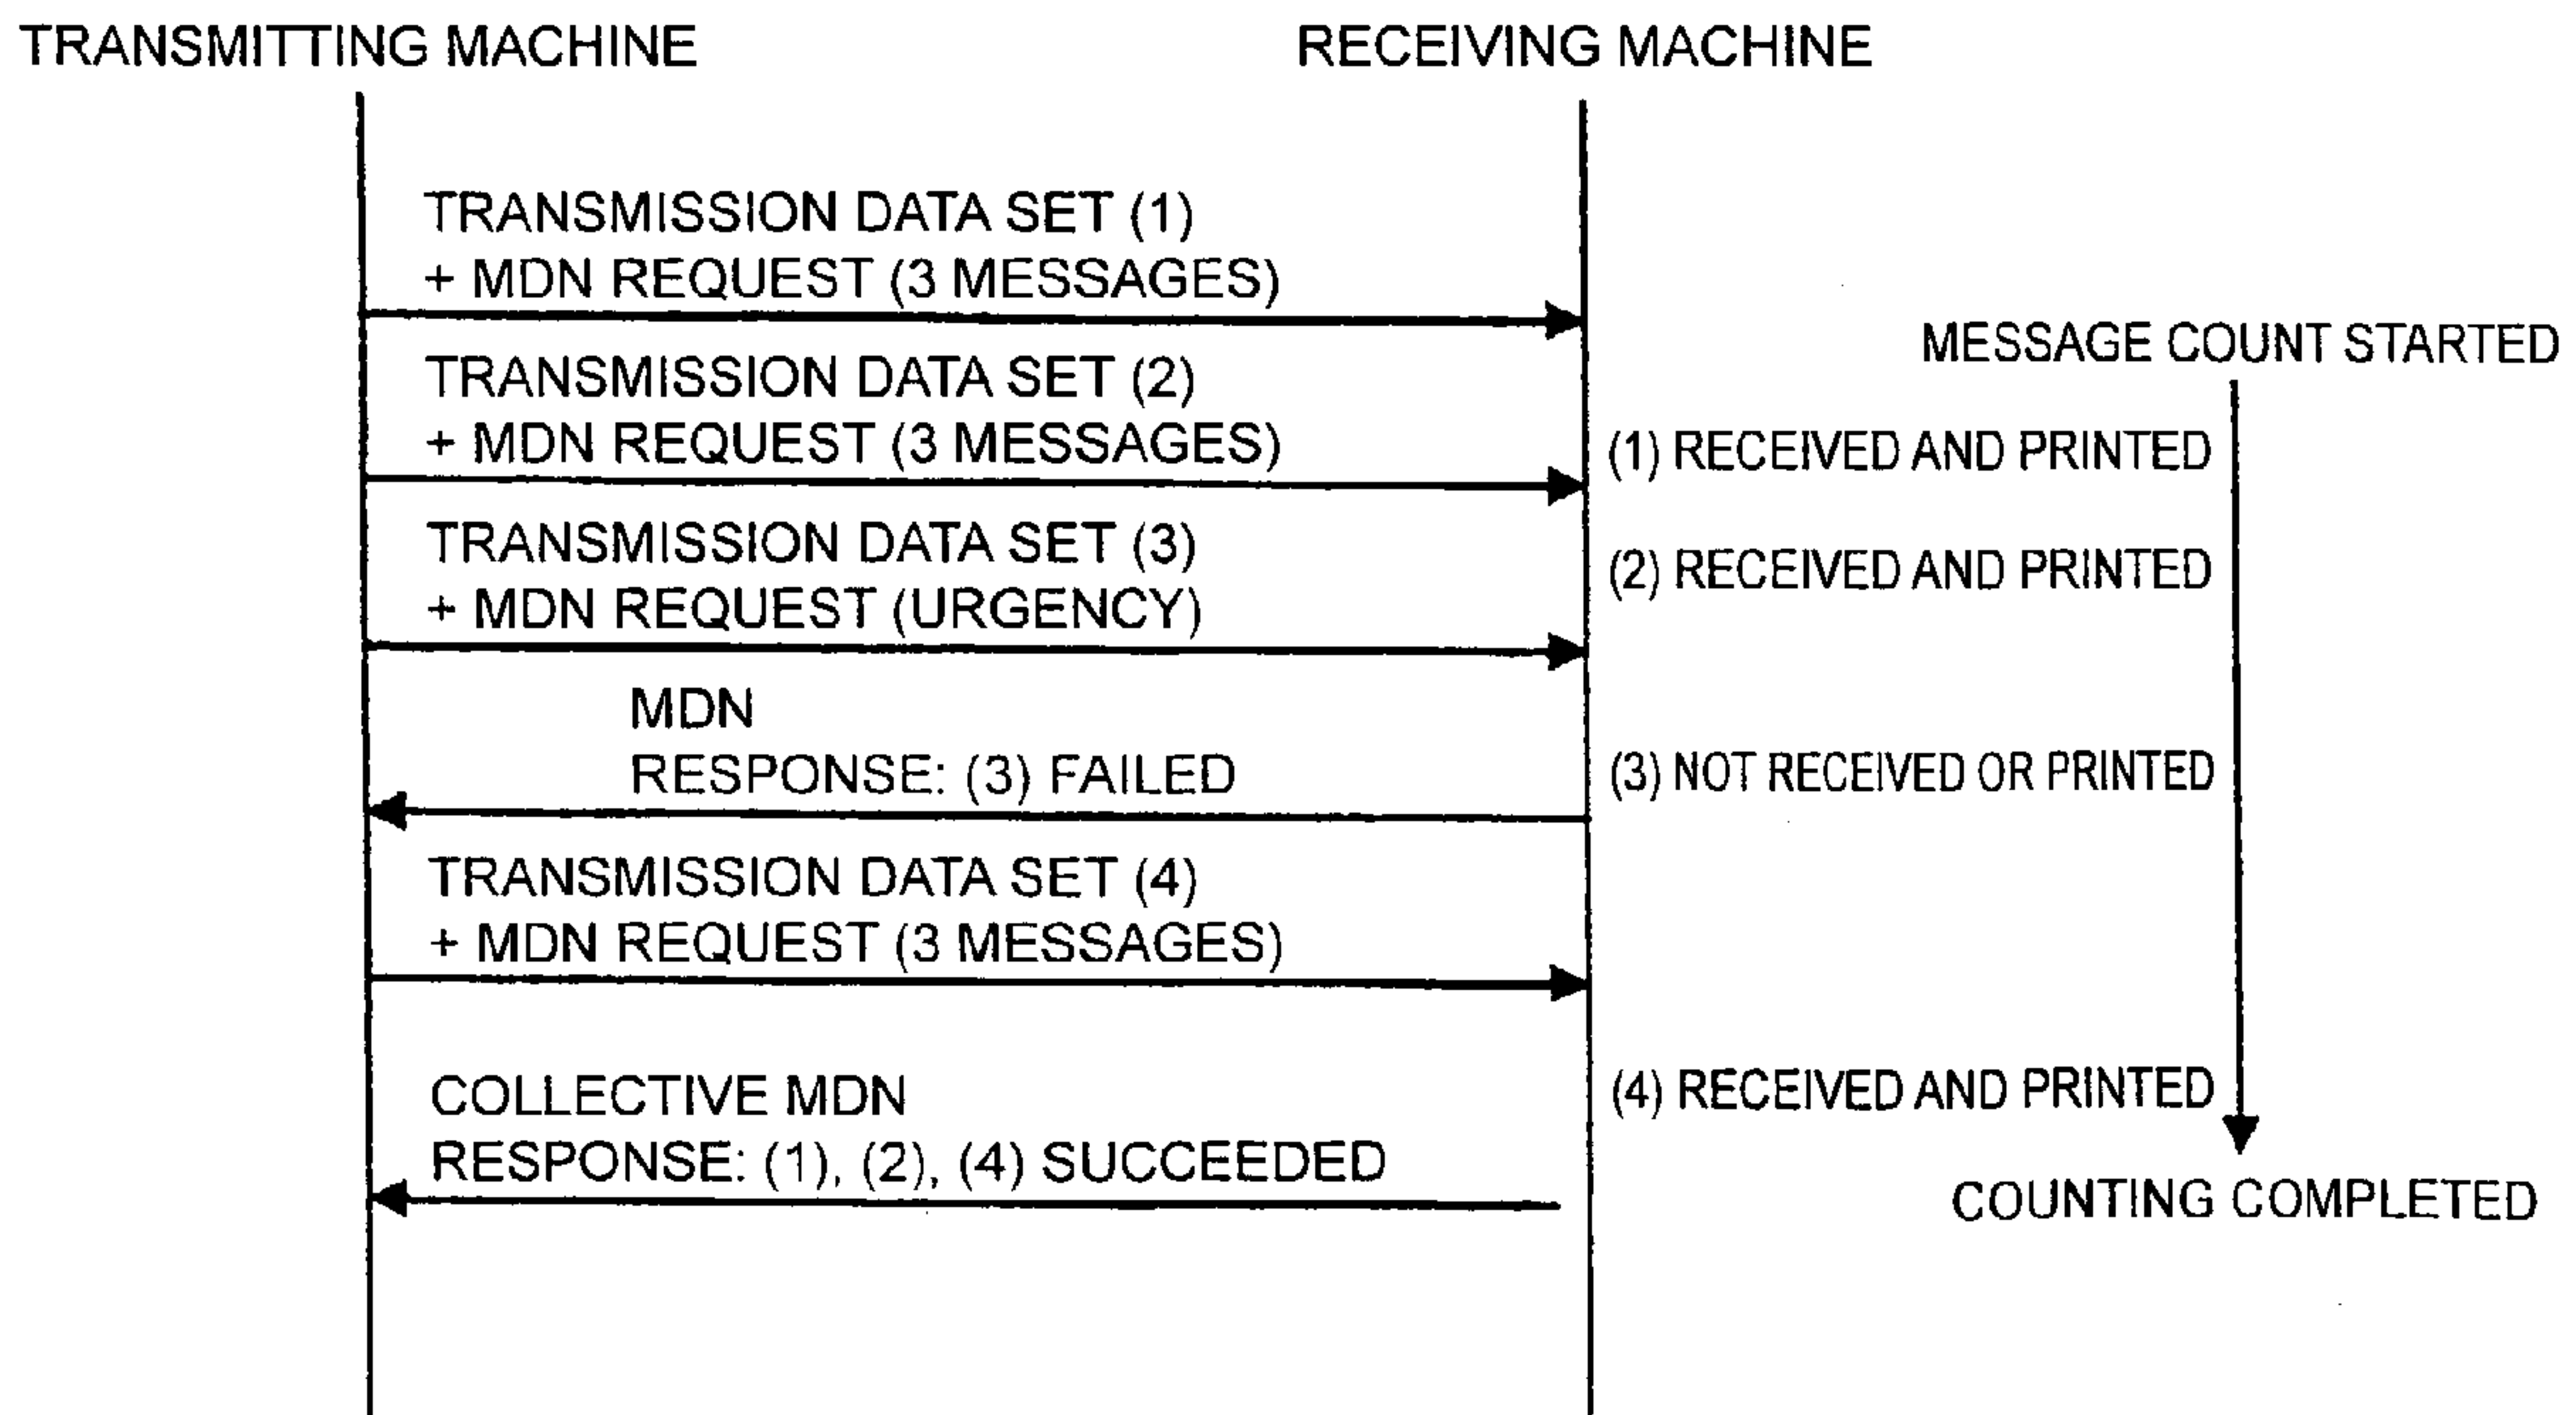 TRANSMITTING MACHINE
RECEIVING MACHINE
TRANSMISSION DATA SET (1)
+ MDN REQUEST (3 MESSAGES)
MESSAGE COUNT STARTED
TRANSMISSION DATA SET (2)
+ MDN REQUEST (3 MESSAGES)
(1) RECEIVED AND PRINTED
TRANSMISSION DATA SET (3)
+ MDN REQUEST (URGENCY)
(2) RECEIVED AND PRINTED
MDN
RESPONSE: (3) FAILED
(3) NOT RECEIVED OR PRINTED
TRANSMISSION DATA SET (4)
+ MDN REQUEST (3 MESSAGES)
(4) RECEIVED AND PRINTED
COLLECTIVE MDN
RESPONSE: (1), (2), (4) SUCCEEDED
COUNTING COMPLETED